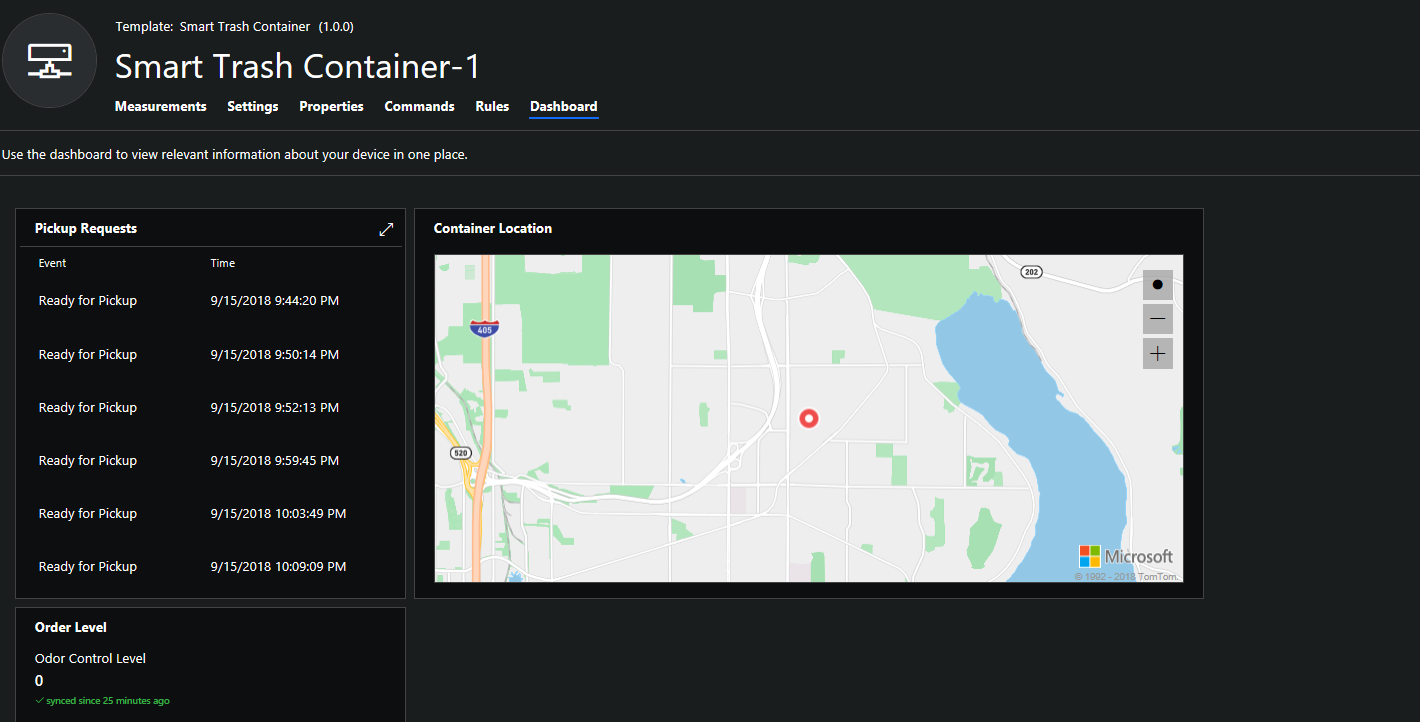 Template: Smart Trash Container (1.0.0)
Smart Trash Container-1
Measurements Settings Properties Commands Rules Dashboard
Use the dashboard to view relevant information about your device in one place.
Pickup Requests
Event Time
Ready for Pickup 9/15/2018 9:44:20 PM
Ready for Pickup 9/15/2018 9:50:14 PM
Ready for Pickup 9/15/2018 9:52:13 PM
Ready for Pickup 9/15/2018 9:59:45 PM
Ready for Pickup 9/15/2018 10:03:49 PM
Ready for Pickup 9/15/2018 10:09:09 PM
Container Location
202
405
520
Microsoft
© 1992 - 2018 TomTom.
Order Level
Odor Control Level
0
synced since 25 minutes ago